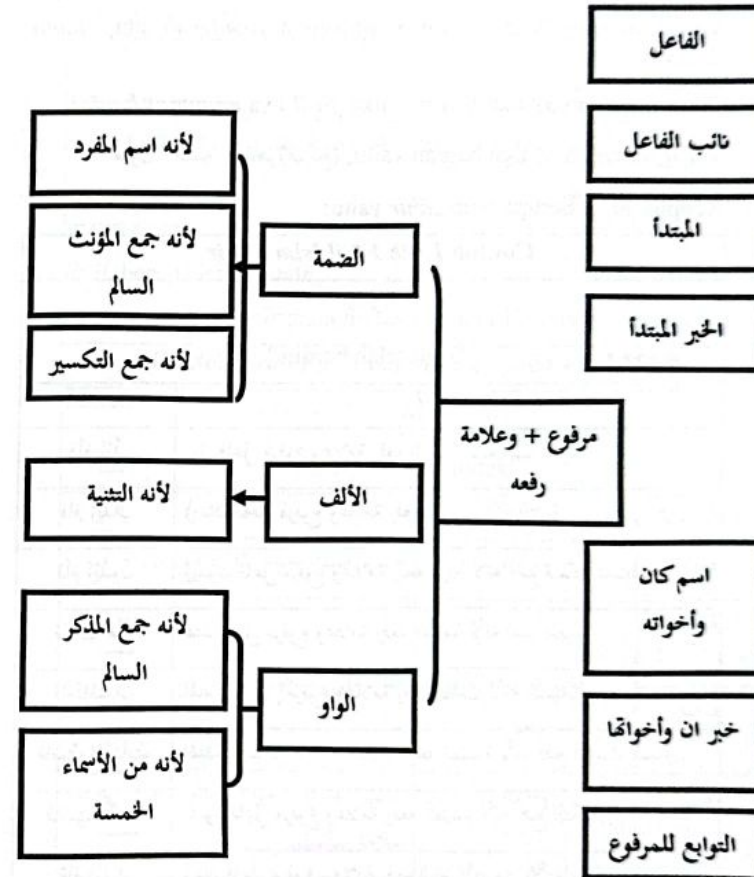 الفاعل
نائب الفاعل
المبتدأ
الخبر المبتدأ
اسم كان
وأخواته
خبر ان وأخواتها
التوابع للمرفوع
مرفوع + وعلامة
رفعه
الضمة
لأنه اسم المفرد
لأنه جمع المؤنث
السالم
لأنه جمع التكسير
الألف
لأنه التثنية
الواو
لأنه جمع المذكر
السالم
لأنه من الأسماء
الخمسة